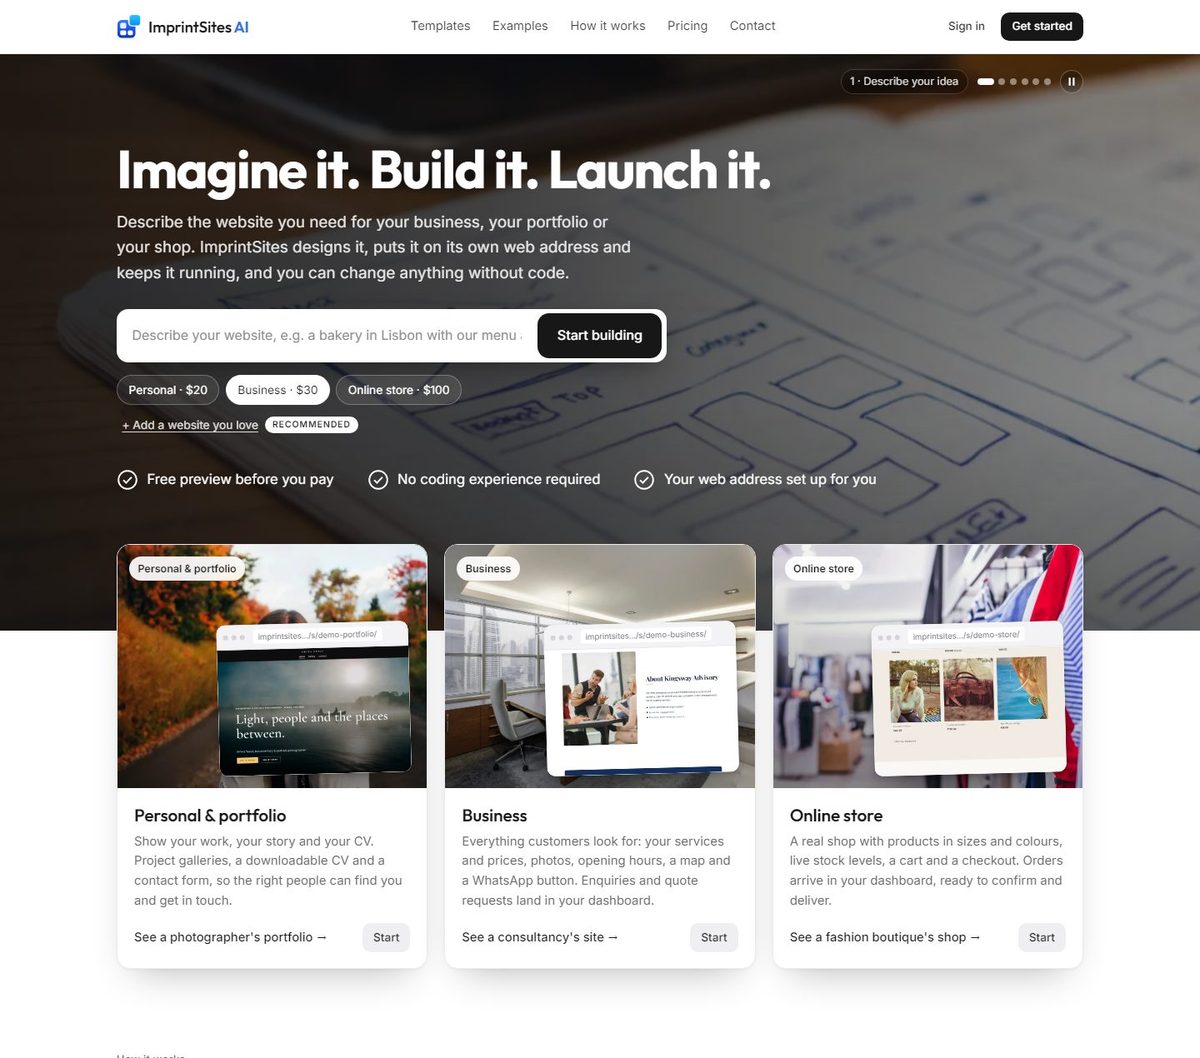 ImprintSites AI
Templates
Examples
How it works
Pricing
Contact
Sign in
Get started
1 · Describe your idea
Imagine it. Build it. Launch it.
Describe the website you need for your business, your portfolio or
your shop. ImprintSites designs it, puts it on its own web address and
keeps it running, and you can change anything without code.
Describe your website, e.g. a bakery in Lisbon with our menu
Start building
Personal · $20
Business · $30
Online store · $100
+ Add a website you love
RECOMMENDED
Free preview before you pay
No coding experience required
Your web address set up for you
Top
Personal & portfolio
imprintsites.../s/demo-portfolio/
Light, people and the places
between.
Business
imprintsites.../s/demo-business/
About Kingsway Advisory
Online store
imprintsites.../s/demo-store/
Personal & portfolio
Show your work, your story and your CV.
Project galleries, a downloadable CV and a
contact form, so the right people can find you
and get in touch.
See a photographer's portfolio →
Start
Business
Everything customers look for: your services
and prices, photos, opening hours, a map and
a WhatsApp button. Enquiries and quote
requests land in your dashboard.
See a consultancy's site →
Start
Online store
A real shop with products in sizes and colours,
live stock levels, a cart and a checkout. Orders
arrive in your dashboard, ready to confirm and
deliver.
See a fashion boutique's shop →
Start
How it works